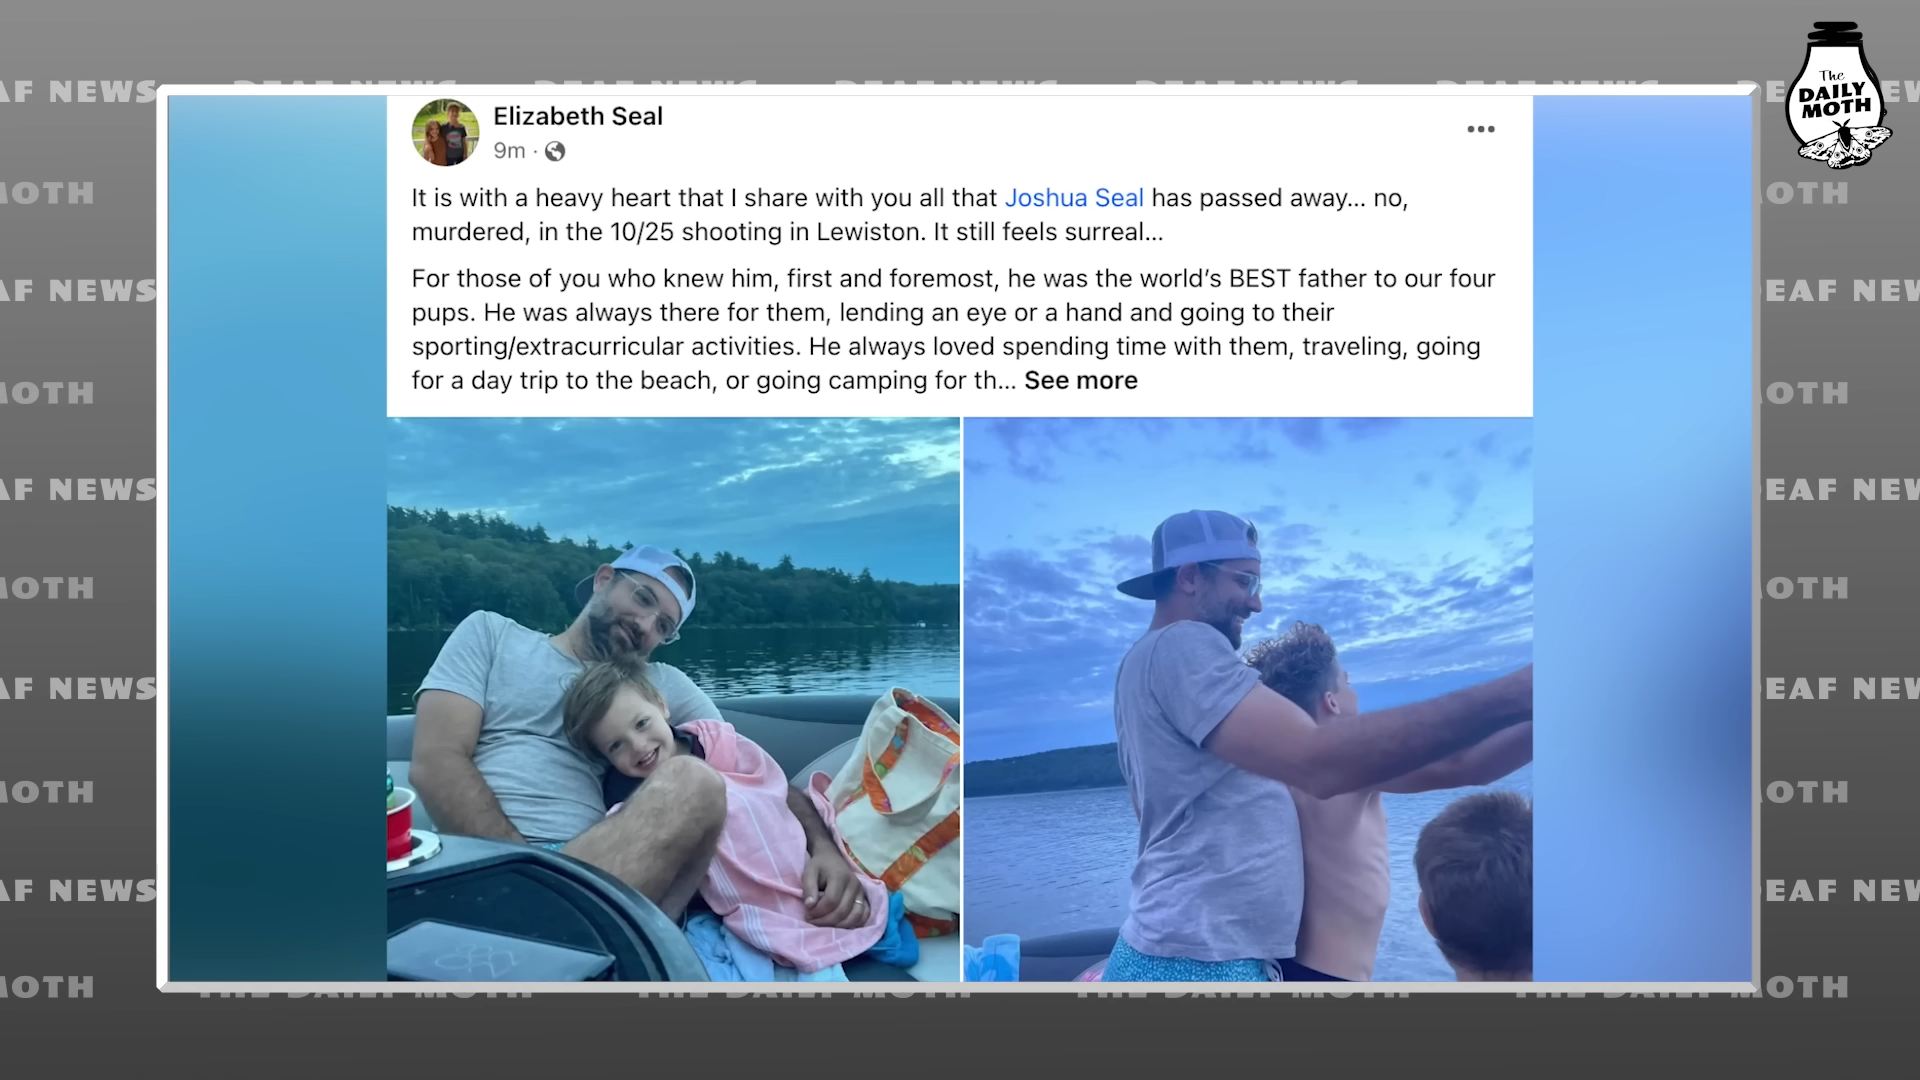 The
DAILY
MOTH
Elizabeth Seal
9m ·
It is with a heavy heart that I share with you all that Joshua Seal has passed away... no,
murdered, in the 10/25 shooting in Lewiston. It still feels surreal...
For those of you who knew him, first and foremost, he was the world’s BEST father to our four
pups. He was always there for them, lending an eye or a hand and going to their
sporting/extracurricular activities. He always loved spending time with them, traveling, going
for a day trip to the beach, or going camping for th... See more